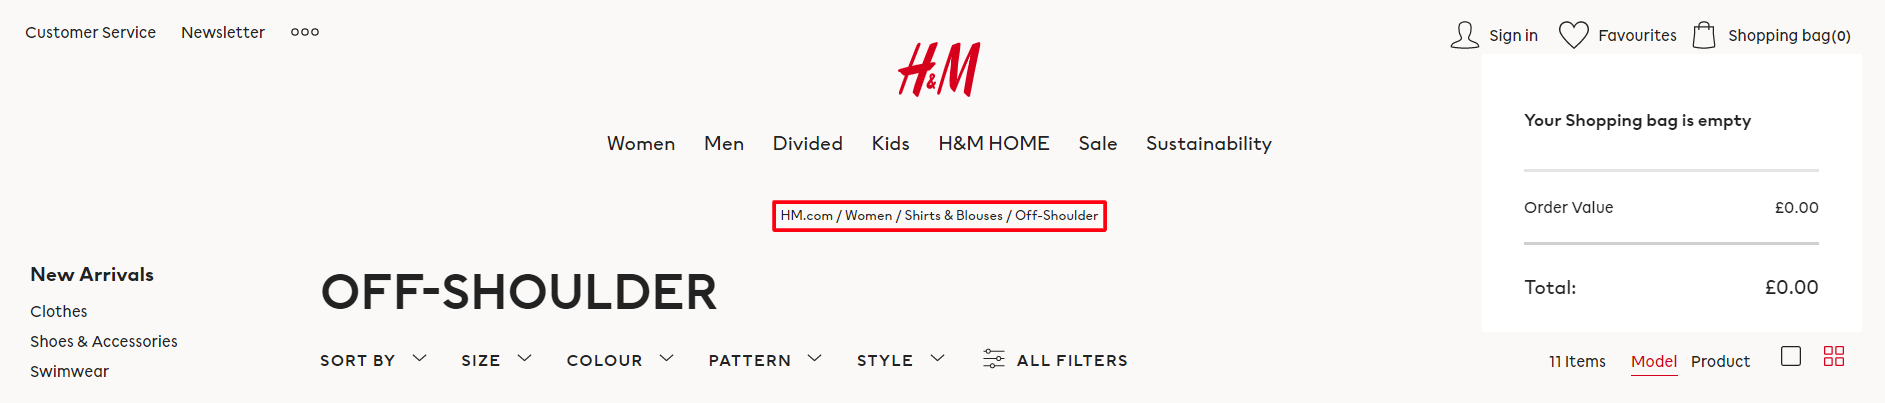 Customer Service Newsletter
Sign in Favourites Shopping bag(0)
H&M
Women Men Divided Kids H&M HOME Sale Sustainability
Your Shopping bag is empty
Order Value £0.00
Total: £0.00
HM.com / Women / Shirts & Blouses / Off-Shoulder
New Arrivals
Clothes
Shoes & Accessories
Swimwear
OFF-SHOULDER
SORT BY SIZE COLOUR PATTERN STYLE ALL FILTERS
11 Items Model Product